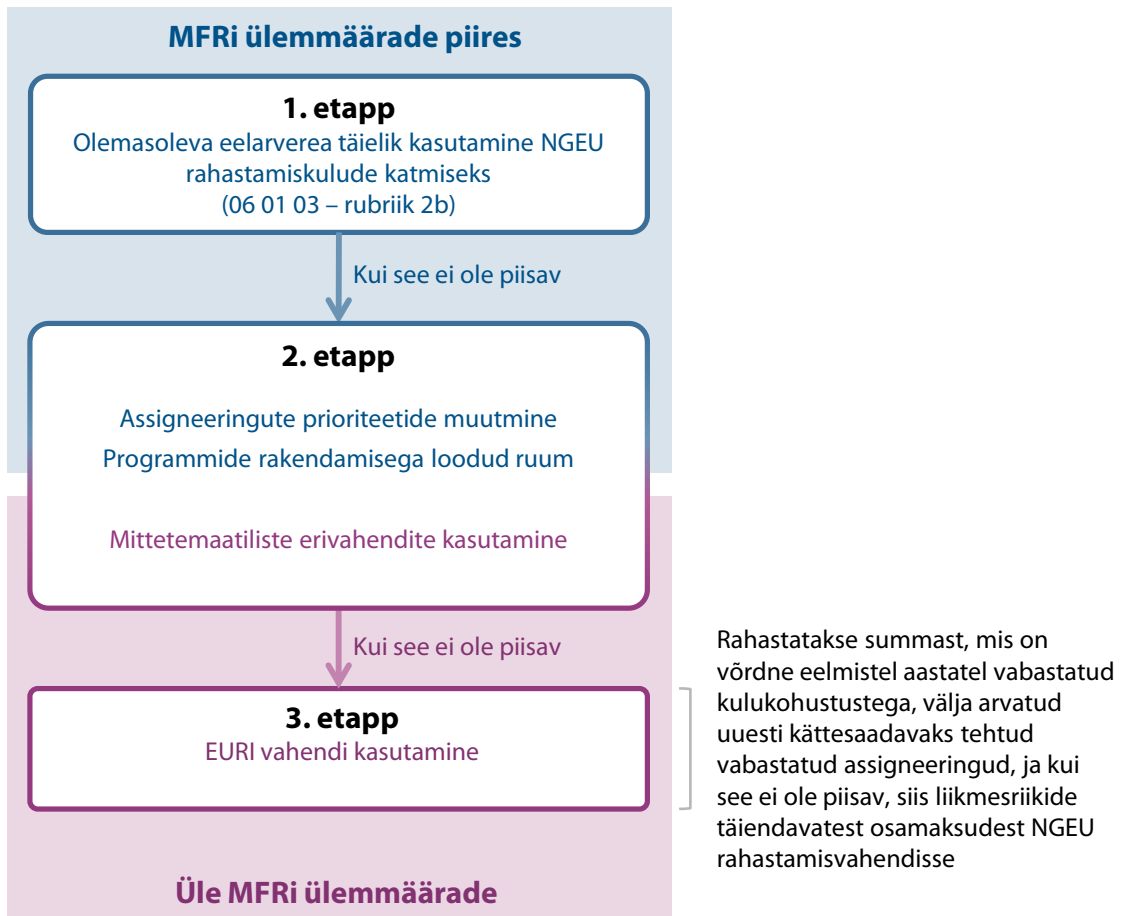 MFRi ülemmäärade piires
1. etapp
Olemasoleva eelarverea täielik kasutamine NGEU
rahastamiskulude katmiseks
(06 01 03 – rubriik 2b)
Kui see ei ole piisav
2. etapp
Assigneeringute prioriteetide muutmine
Programmide rakendamisega loodud ruum
Mittetemaatiliste erivahendite kasutamine
Kui see ei ole piisav
3. etapp
EURI vahendi kasutamine
Rahastatakse summast, mis on
võrdne eelmistel aastatel vabastatud
kulukohustustega, välja arvatud
uuesti kättesaadavaks tehtud
vabastatud assigneeringud, ja kui
see ei ole piisav, siis liikmesriikide
täiendavatest osamaksudest NGEU
rahastamisvahendisse
Üle MFRi ülemmäärade